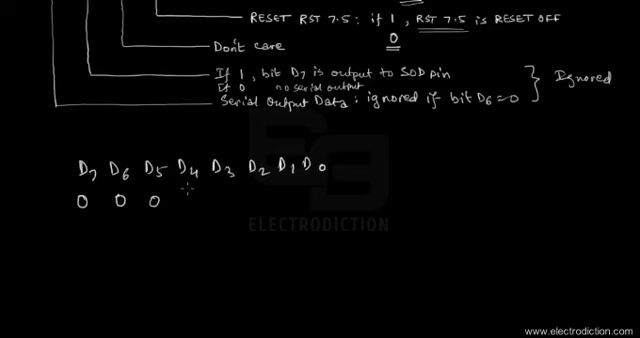 RESET RST 7.5 : if 1 , RST 7.5 is RESET OFF
0
Don't care
If 1, bit D7 is output to SOD pin
If 0 no serial output
Serial Output Data : ignored if bit D6 = 0
Ignored
D7 D6 D5 D4 D3 D2 D1 D0
0 0 0
ELECTRODICTION
www.electrodiction.com